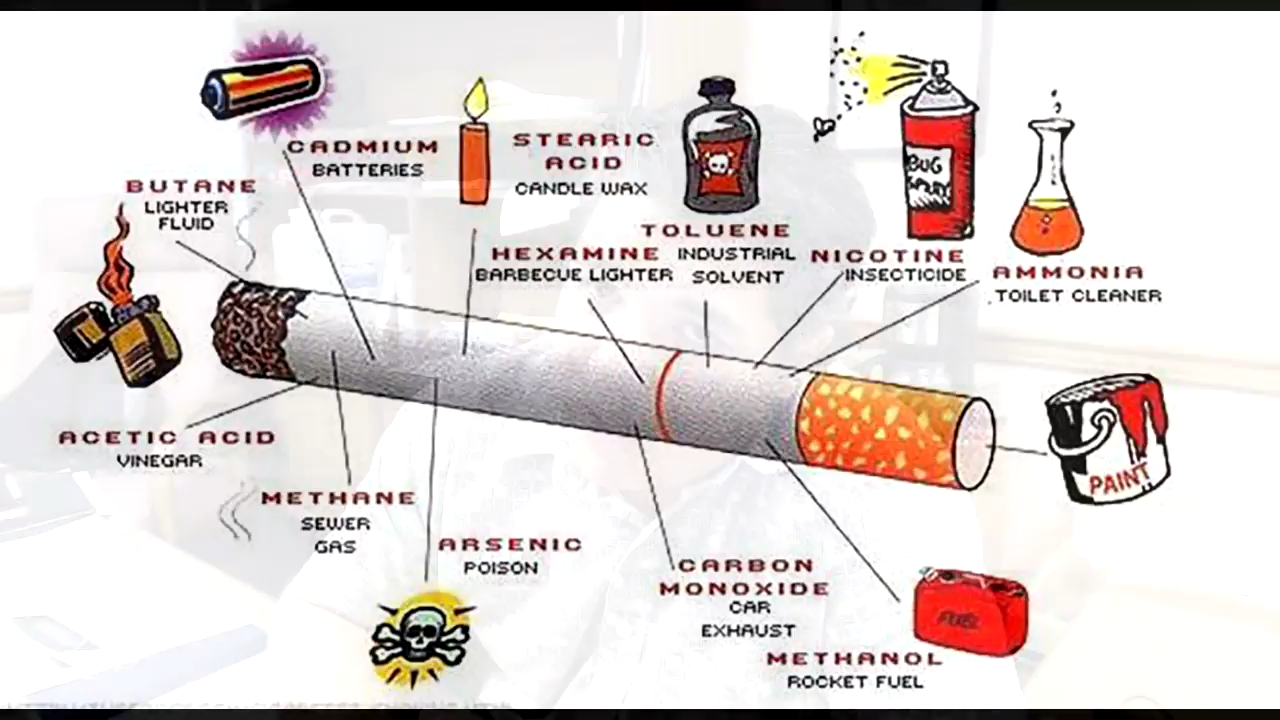 CADMIUM
BATTERIES
STEARIC
ACID
CANDLE WAX
BUTANE
LIGHTER
FLUID
HEXAMINE
BARBECUE LIGHTER
TOLUENE
INDUSTRIAL
SOLVENT
BUG
SPRAY
NICOTINE
INSECTICIDE
AMMONIA
TOILET CLEANER
ACETIC ACID
VINEGAR
PAINT
METHANE
SEWER
GAS
ARSENIC
POISON
CARBON
MONOXIDE
CAR
EXHAUST
FUEL
METHANOL
ROCKET FUEL